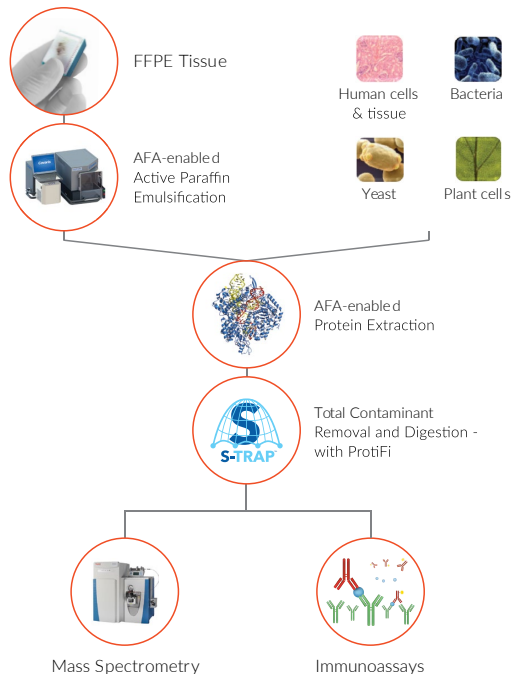 FFPE Tissue
Human cells
& tissue
Bacteria
AFA-enabled
Active Paraffin
Emulsification
Yeast
Plant cells
AFA-enabled
Protein Extraction
S
S-TRAP
Total Contaminant
Removal and Digestion -
with ProtiFi
Mass Spectrometry
Immunoassays